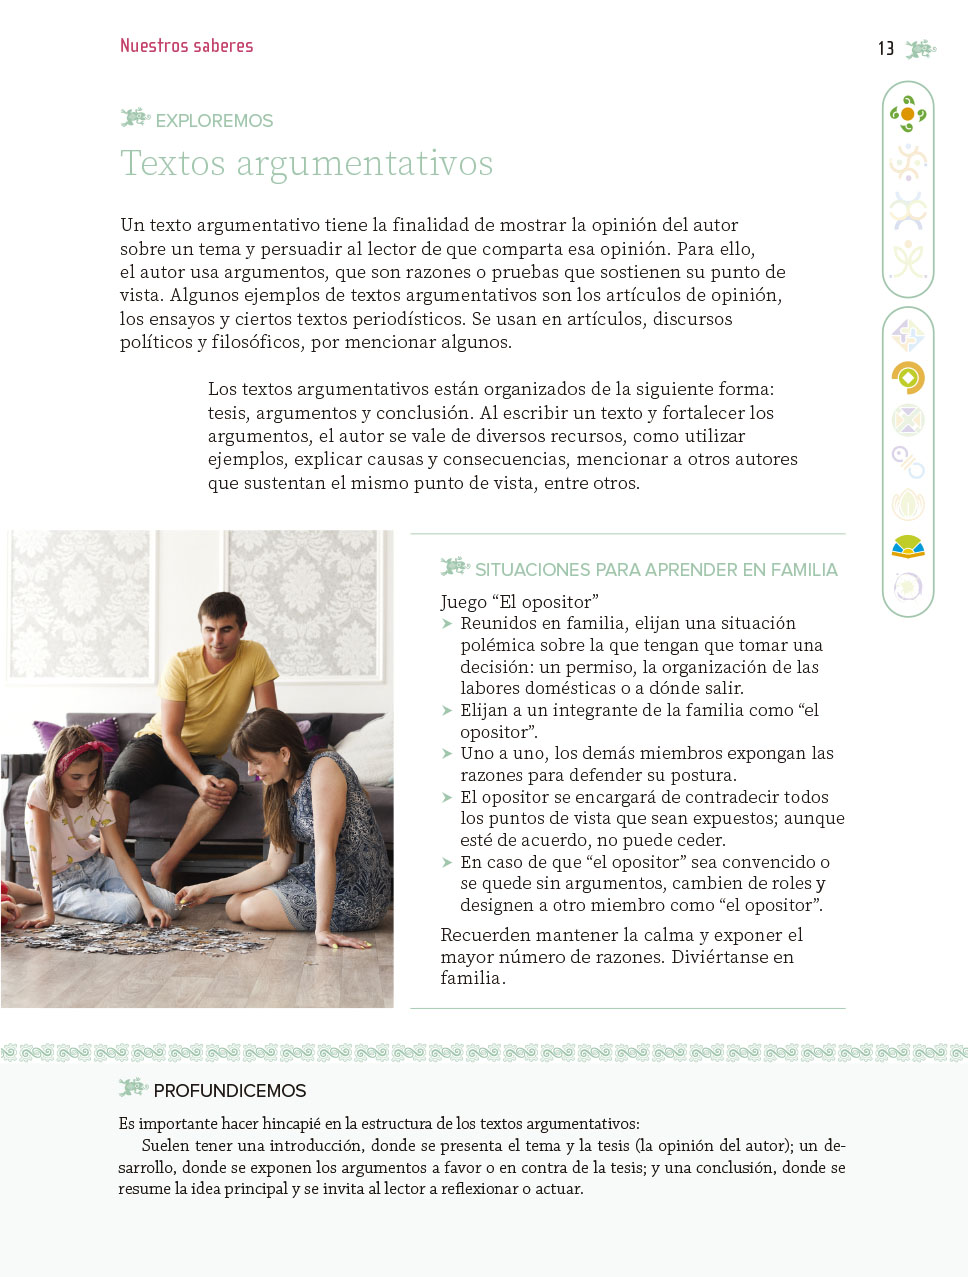 Nuestros saberes
13
EXPLOREMOS
Textos argumentativos
Un texto argumentativo tiene la finalidad de mostrar la opinión del autor
sobre un tema y persuadir al lector de que comparta esa opinión. Para ello,
el autor usa argumentos, que son razones o pruebas que sostienen su punto de
vista. Algunos ejemplos de textos argumentativos son los artículos de opinión,
los ensayos y ciertos textos periodísticos. Se usan en artículos, discursos
políticos y filosóficos, por mencionar algunos.
Los textos argumentativos están organizados de la siguiente forma:
tesis, argumentos y conclusión. Al escribir un texto y fortalecer los
argumentos, el autor se vale de diversos recursos, como utilizar
ejemplos, explicar causas y consecuencias, mencionar a otros autores
que sustentan el mismo punto de vista, entre otros.
SITUACIONES PARA APRENDER EN FAMILIA
Juego “El opositor”
➤ Reunidos en familia, elijan una situación
polémica sobre la que tengan que tomar una
decisión: un permiso, la organización de las
labores domésticas o a dónde salir.
➤ Elijan a un integrante de la familia como “el
opositor”.
➤ Uno a uno, los demás miembros expongan las
razones para defender su postura.
➤ El opositor se encargará de contradecir todos
los puntos de vista que sean expuestos; aunque
esté de acuerdo, no puede ceder.
➤ En caso de que “el opositor” sea convencido o
se quede sin argumentos, cambien de roles y
designen a otro miembro como “el opositor”.
Recuerden mantener la calma y exponer el
mayor número de razones. Diviértanse en
familia.
PROFUNDICEMOS
Es importante hacer hincapié en la estructura de los textos argumentativos:
Suelen tener una introducción, donde se presenta el tema y la tesis (la opinión del autor); un de-
sarrollo, donde se exponen los argumentos a favor o en contra de la tesis; y una conclusión, donde se
resume la idea principal y se invita al lector a reflexionar o actuar.